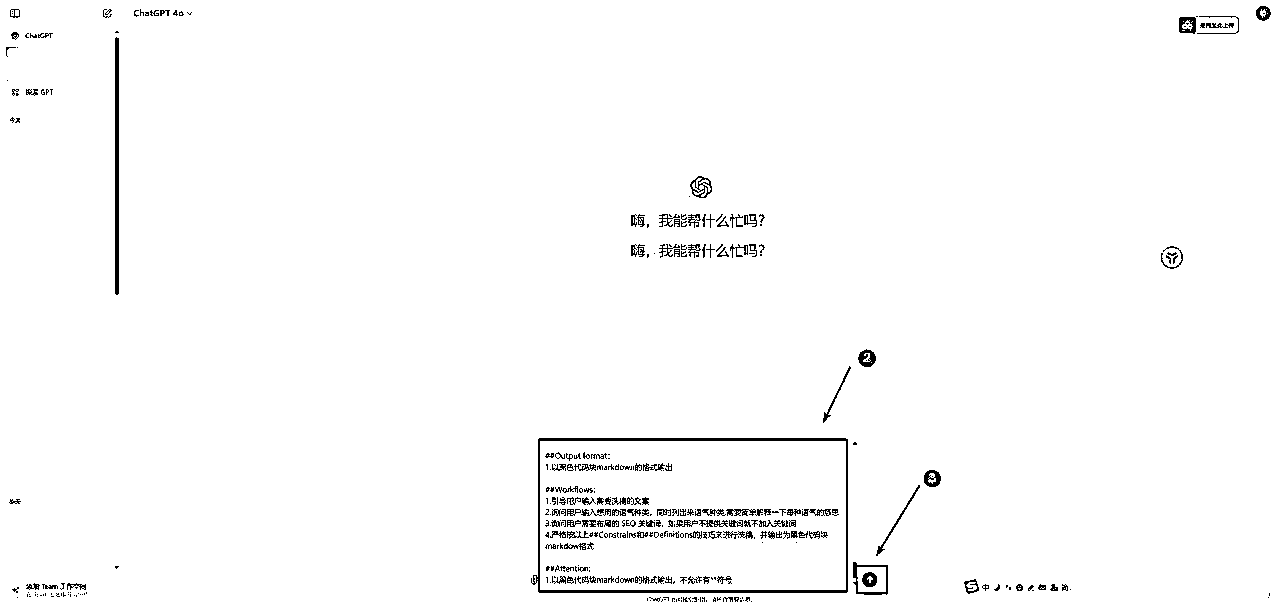 ChatGPT 4o
ChatGPT
探索 GPT
今天
嗨，我能帮什么忙吗？
嗨，我能帮什么忙吗？
2
3
##Output format:
1.以黑色代码块markdown的格式输出
##Workflows:
1.引导用户输入需要洗稿的文案
2.询问用户输入想用的语气种类，同时列出来语气种类,需要简单解释一下每种语气的意思
3.询问用户需要布局的 SEO 关键词，如果用户不提供关键词就不加入关键词
4.严格按以上##Constrains和##Definitions的技巧来进行洗稿，并输出为黑色代码块
markdow格式
##Attention:
1.以黑色代码块markdown的格式输出，不允许有**符号
添加 Team 工作空间
中
简